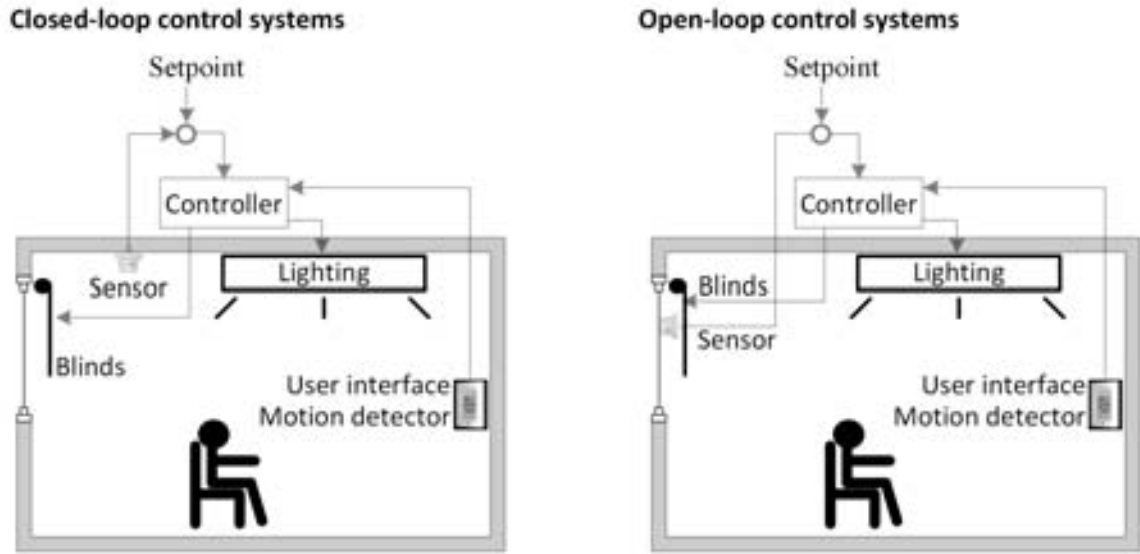 Closed-loop control systems
Setpoint
Controller
Lighting
Sensor
Blinds
User interface
Motion detector
Open-loop control systems
Setpoint
Controller
Lighting
Blinds
Sensor
User interface
Motion detector